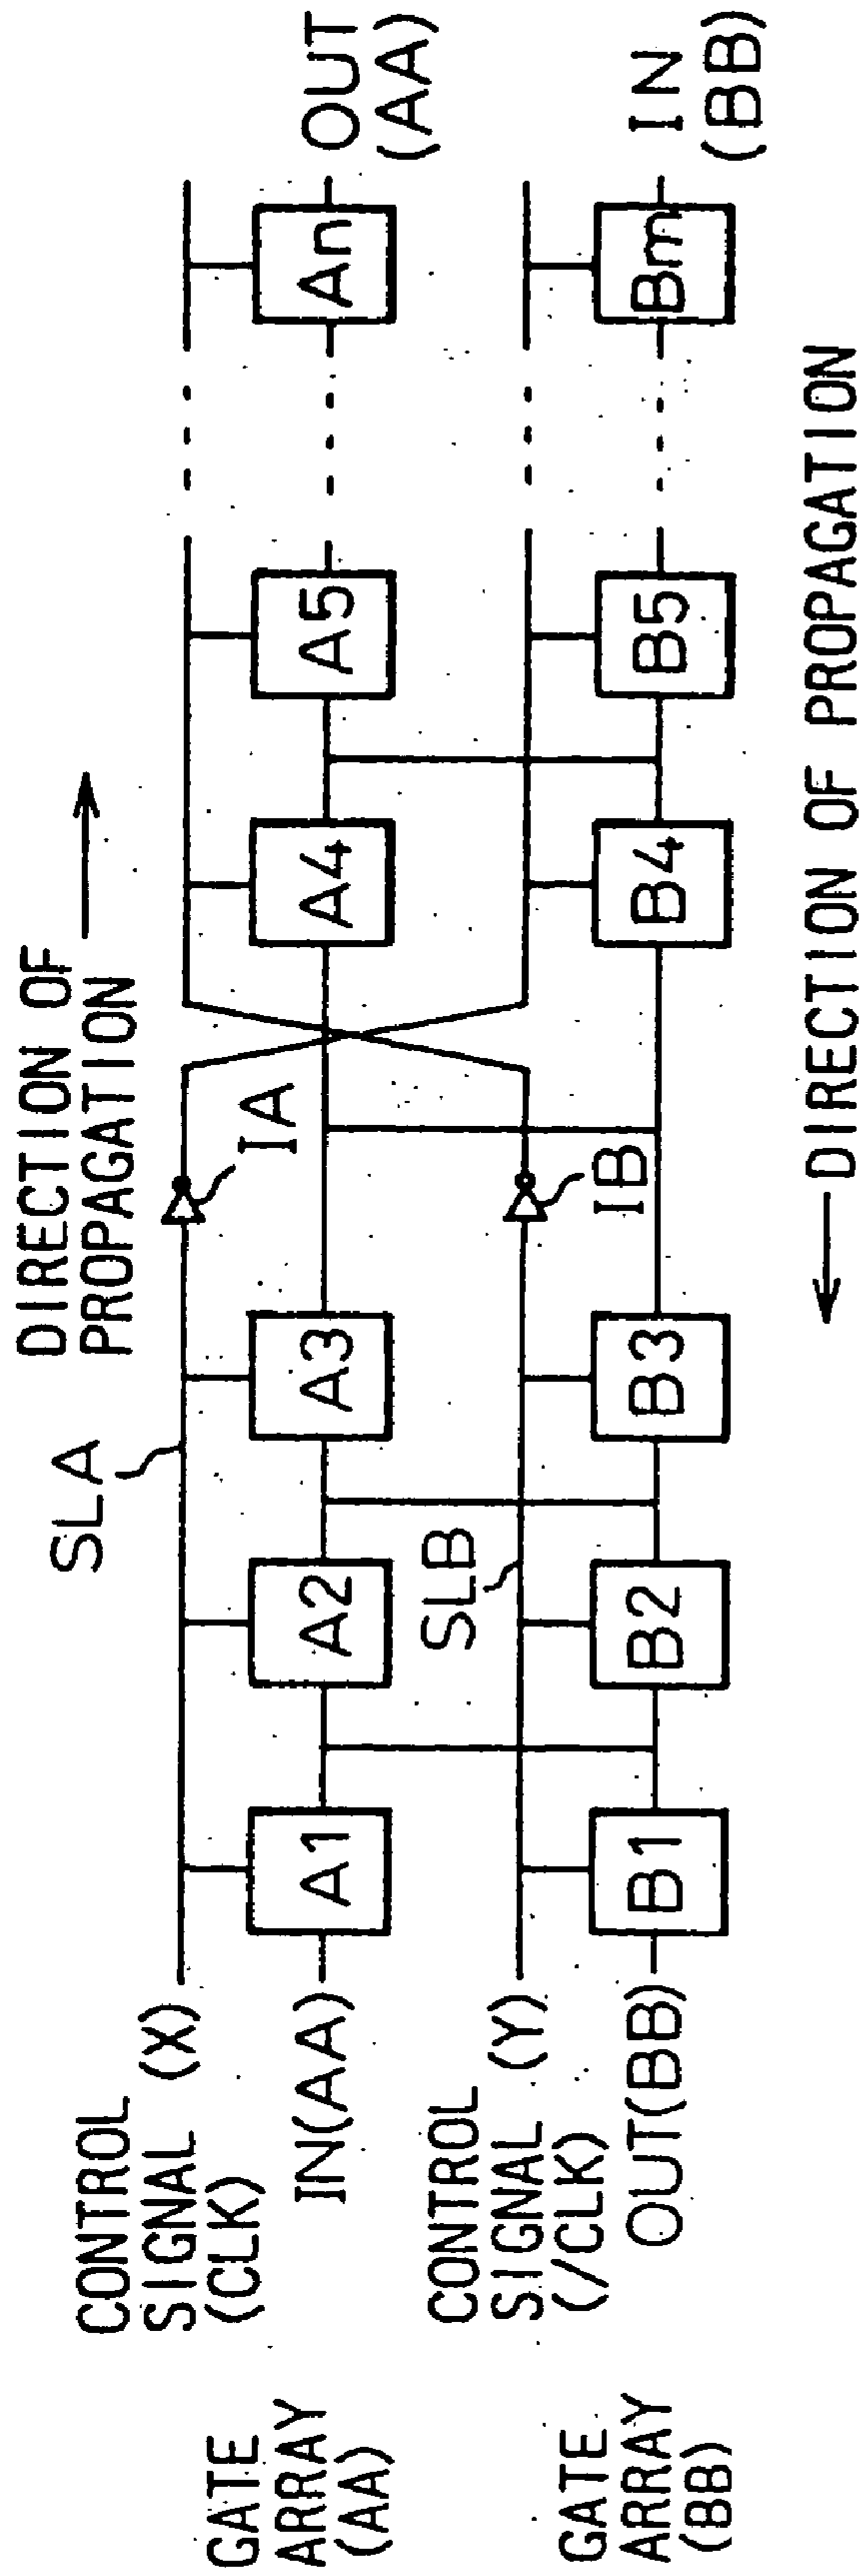 DIRECTION OF
PROPAGATION
SLA
IA
CONTROL
SIGNAL (X)
(CLK)
GATE
ARRAY
(AA)
IN(AA)
A1
A2
A3
A4
A5
An
OUT
(AA)
SLB
IB
CONTROL
SIGNAL (Y)
(/CLK)
GATE
ARRAY
(BB)
OUT(BB)
B1
B2
B3
B4
B5
Bm
IN
(BB)
DIRECTION OF PROPAGATION